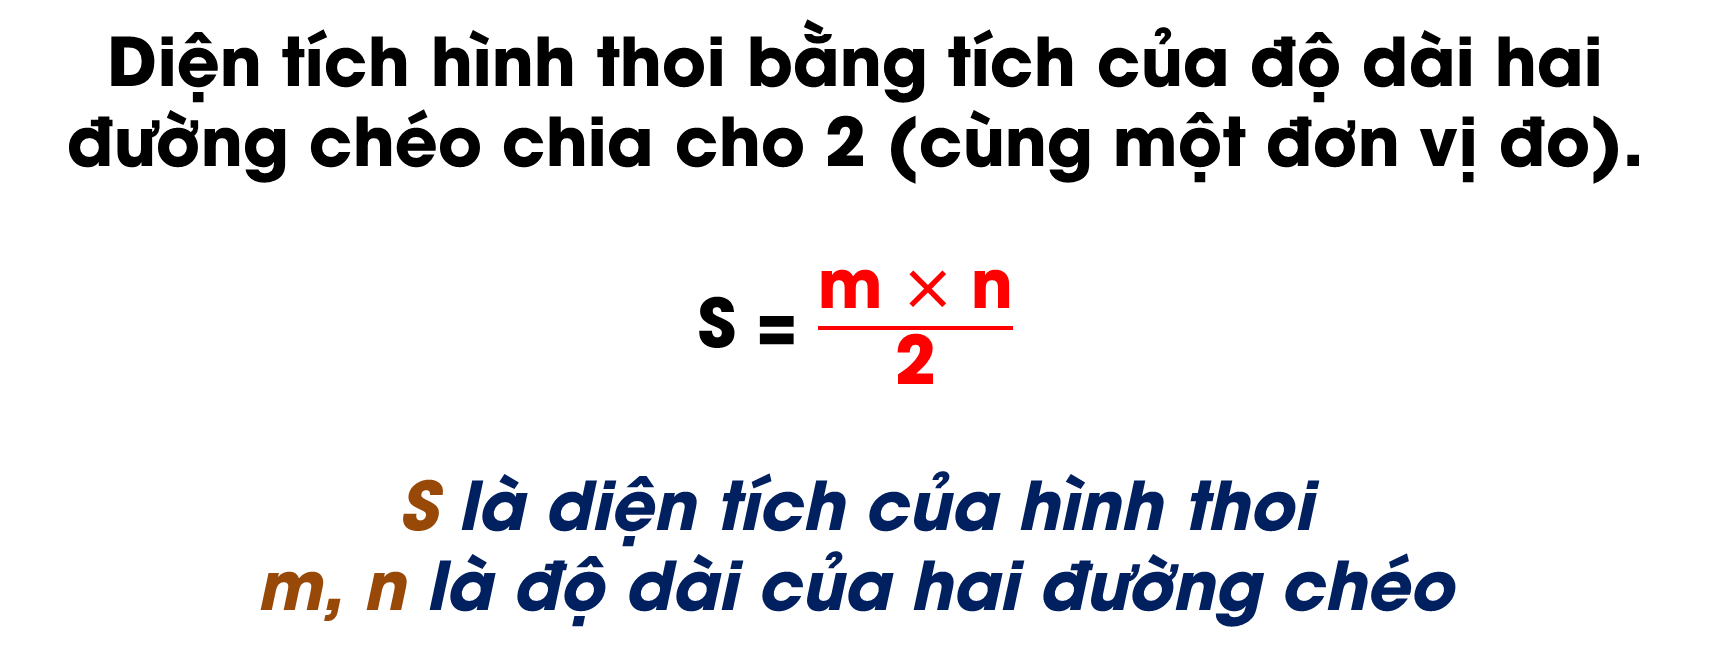 Diện tích hình thoi bằng tích của độ dài hai
đường chéo chia cho 2 (cùng một đơn vị đo).
S = m × n / 2
S là diện tích của hình thoi
m, n là độ dài của hai đường chéo